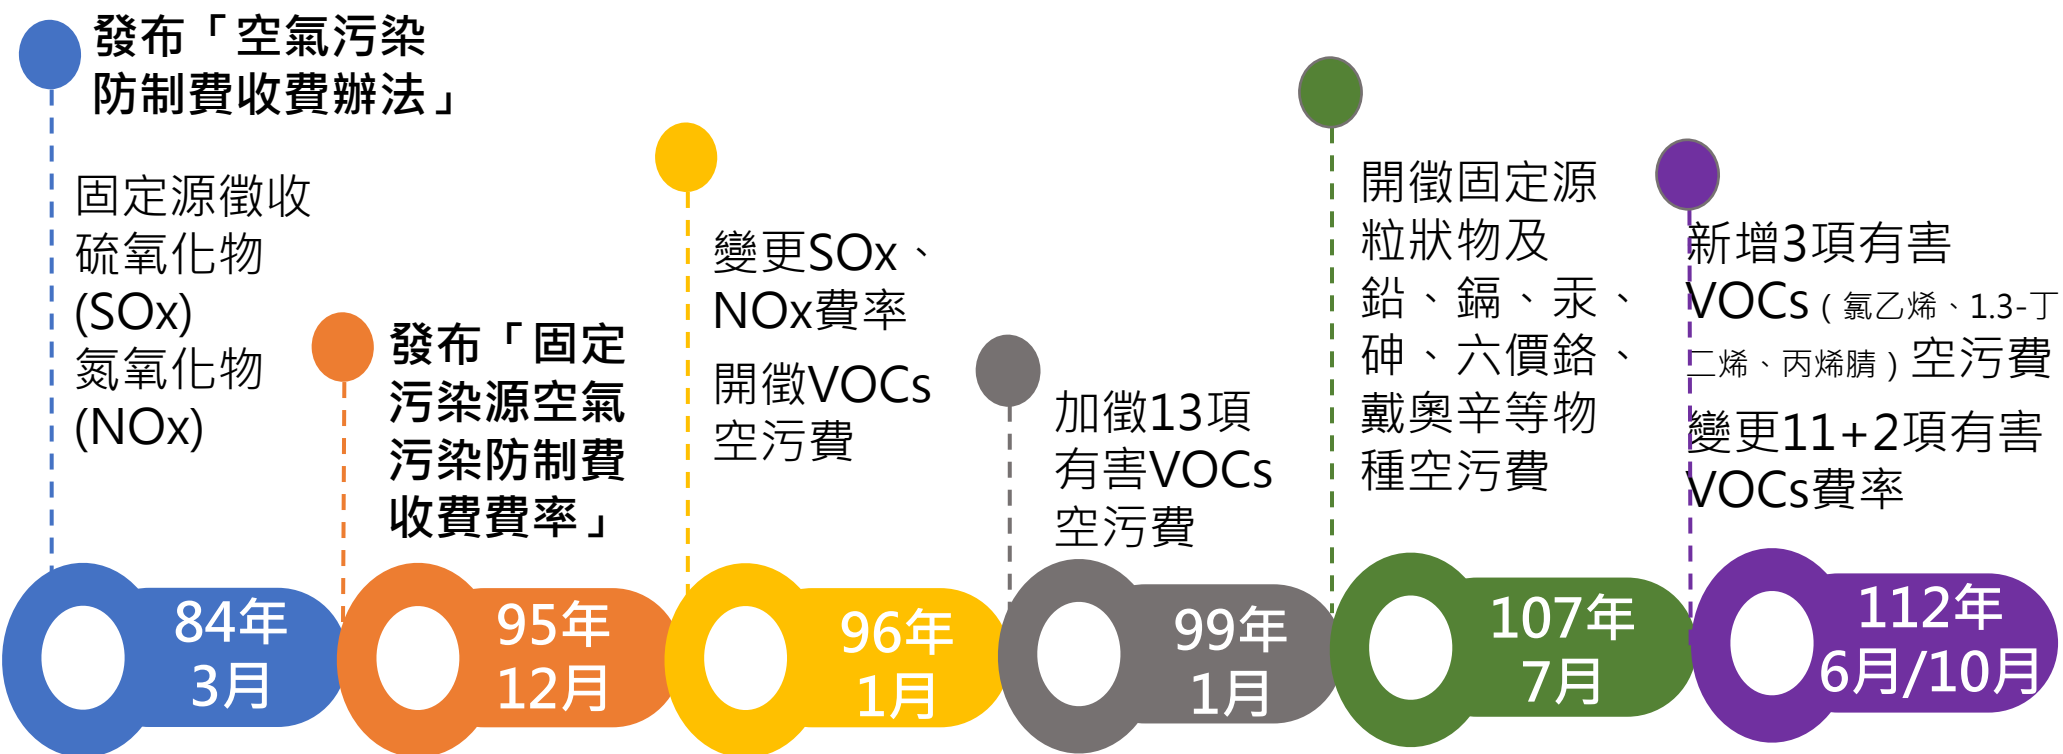 發布「空氣污染
防制費收費辦法」
固定源徵收
硫氧化物
(SOx)
氮氧化物
(NOx)
84年
3月
發布「固定
污染源空氣
污染防制費
收費費率」
95年
12月
變更SOx、
NOx費率
開徵VOCs
空污費
96年
1月
加徵13項
有害VOCs
空污費
99年
1月
開徵固定源
粒狀物及
鉛、鎘、汞、
砷、六價鉻、
戴奧辛等物
種空污費
107年
7月
新增3項有害
VOCs（氯乙烯、1.3-丁
二烯、丙烯腈）空污費
變更11+2項有害
VOCs費率
112年
6月/10月